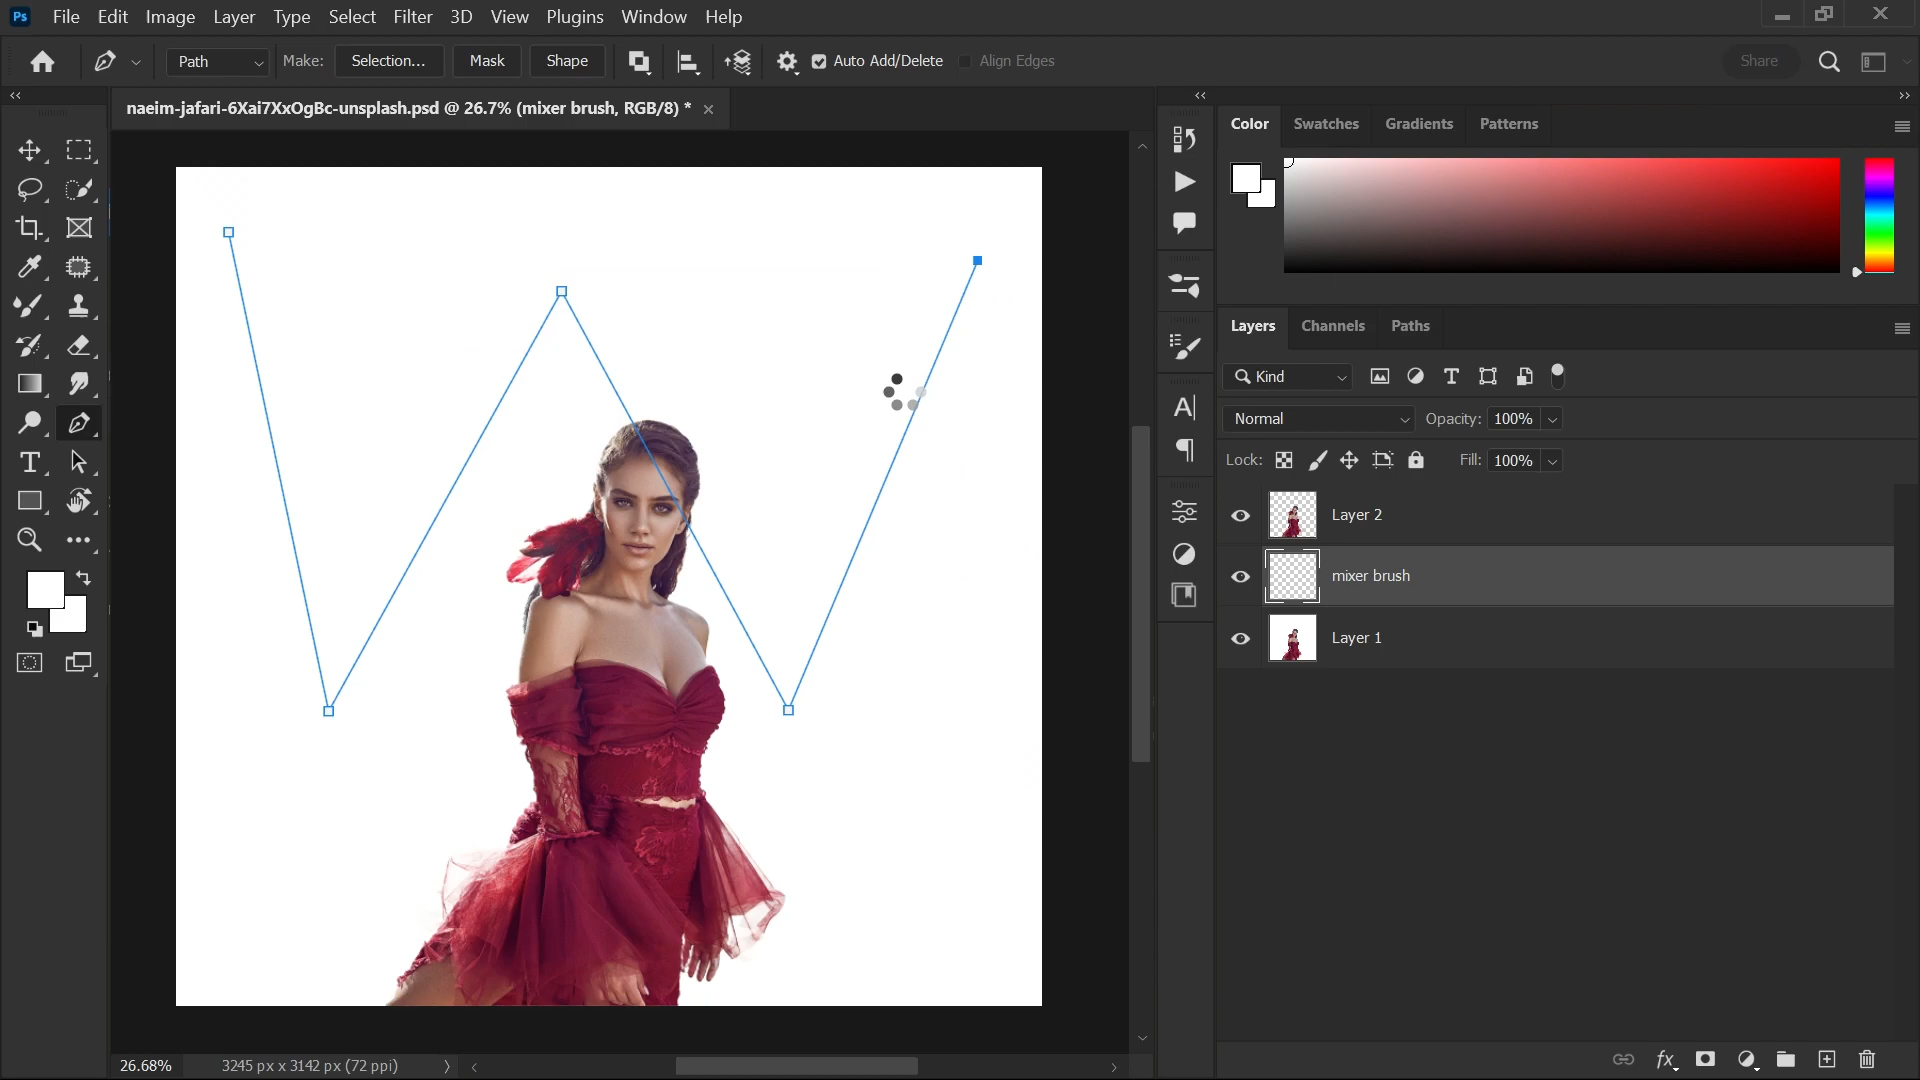 Ps File Edit Image Layer Type Select Filter 3D View Plugins Window Help
Path Make: Selection... Mask Shape Auto Add/Delete Align Edges Share
naeim-jafari-6Xai7XxOgBc-unsplash.psd @ 26.7% (mixer brush, RGB/8) *
Color Swatches Gradients Patterns
Layers Channels Paths
Kind
Normal Opacity: 100%
Lock: Fill: 100%
Layer 2
mixer brush
Layer 1
26.68% 3245 px x 3142 px (72 ppi)